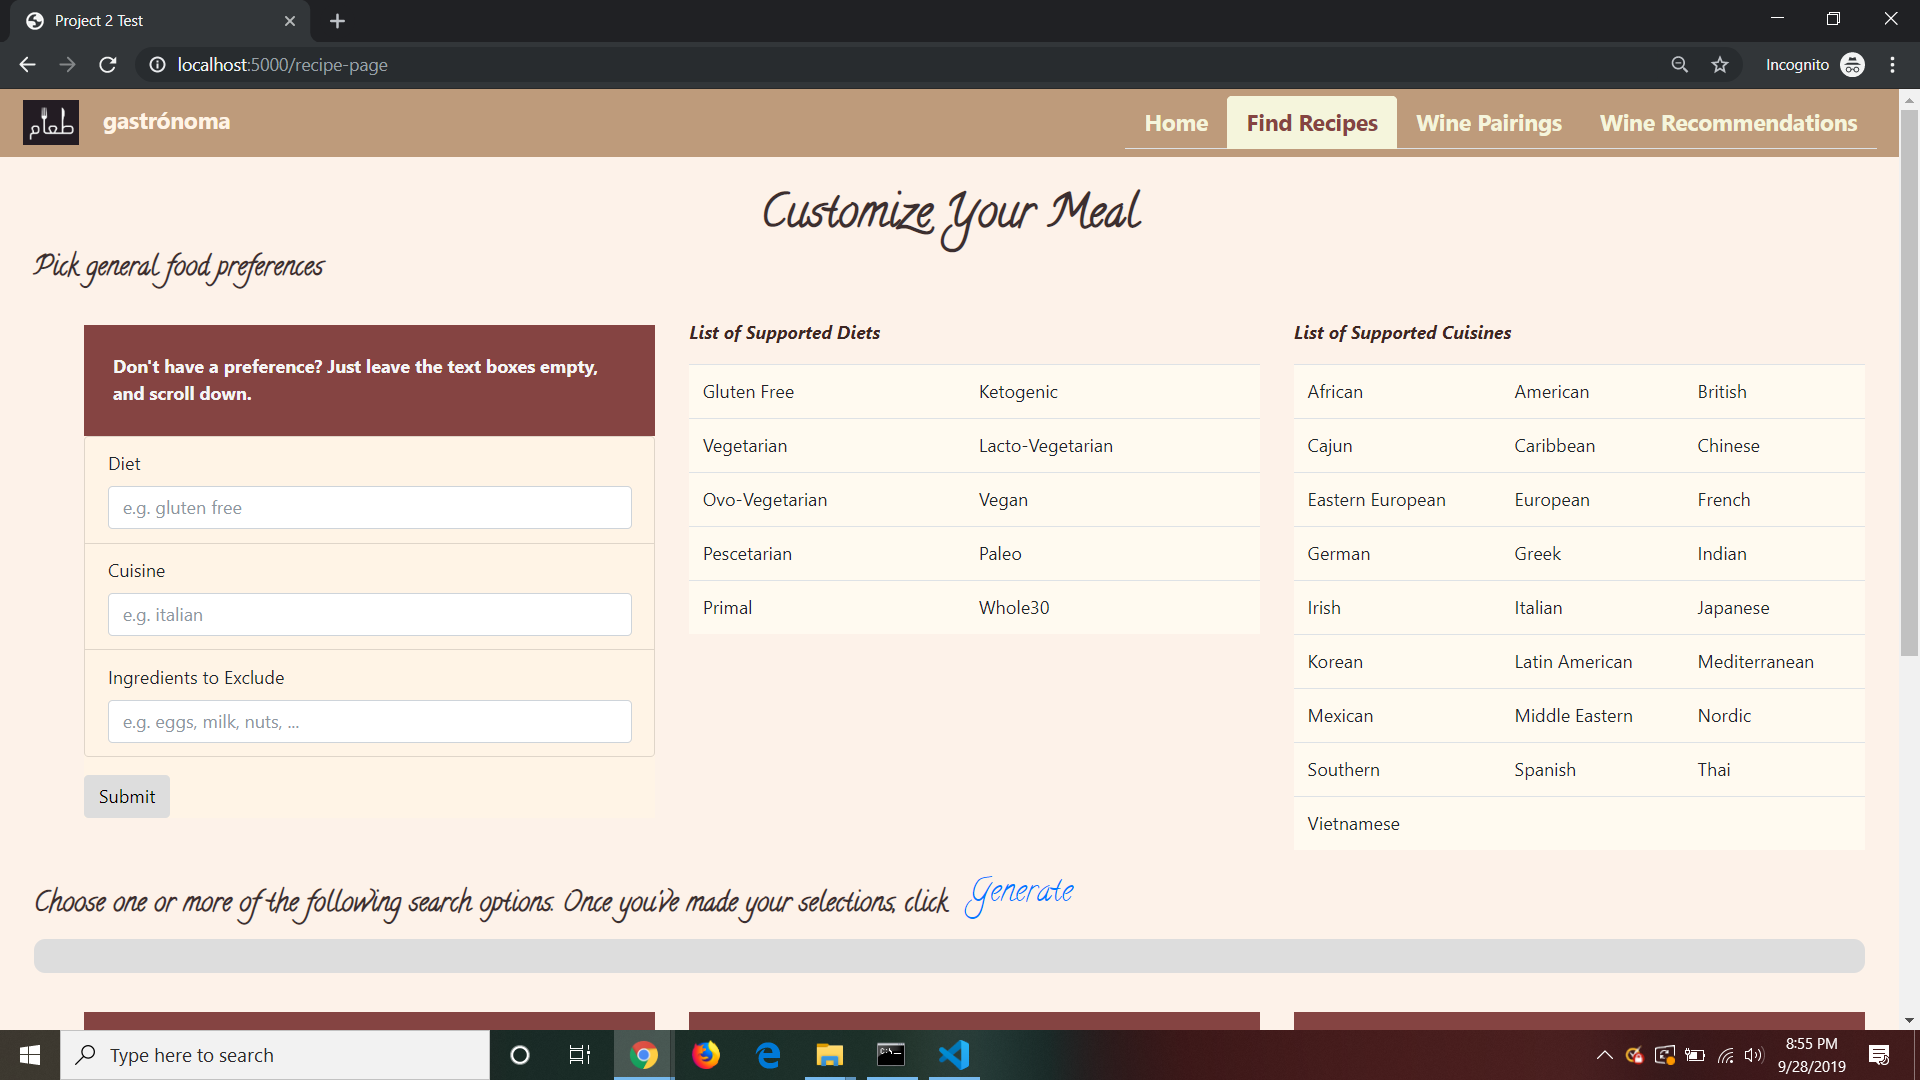 Project 2 Test
localhost:5000/recipe-page
Incognito
طعام
gastrónoma
Home
Find Recipes
Wine Pairings
Wine Recommendations
Customize Your Meal
Pick general food preferences
Don't have a preference? Just leave the text boxes empty,
and scroll down.
Diet
e.g. gluten free
Cuisine
e.g. italian
Ingredients to Exclude
e.g. eggs, milk, nuts, ...
Submit
List of Supported Diets
Gluten Free Ketogenic
Vegetarian Lacto-Vegetarian
Ovo-Vegetarian Vegan
Pescetarian Paleo
Primal Whole30
List of Supported Cuisines
African American British
Cajun Caribbean Chinese
Eastern European European French
German Greek Indian
Irish Italian Japanese
Korean Latin American Mediterranean
Mexican Middle Eastern Nordic
Southern Spanish Thai
Vietnamese
Choose one or more of the following search options. Once you've made your selections, click Generate
Type here to search
8:55 PM
9/28/2019